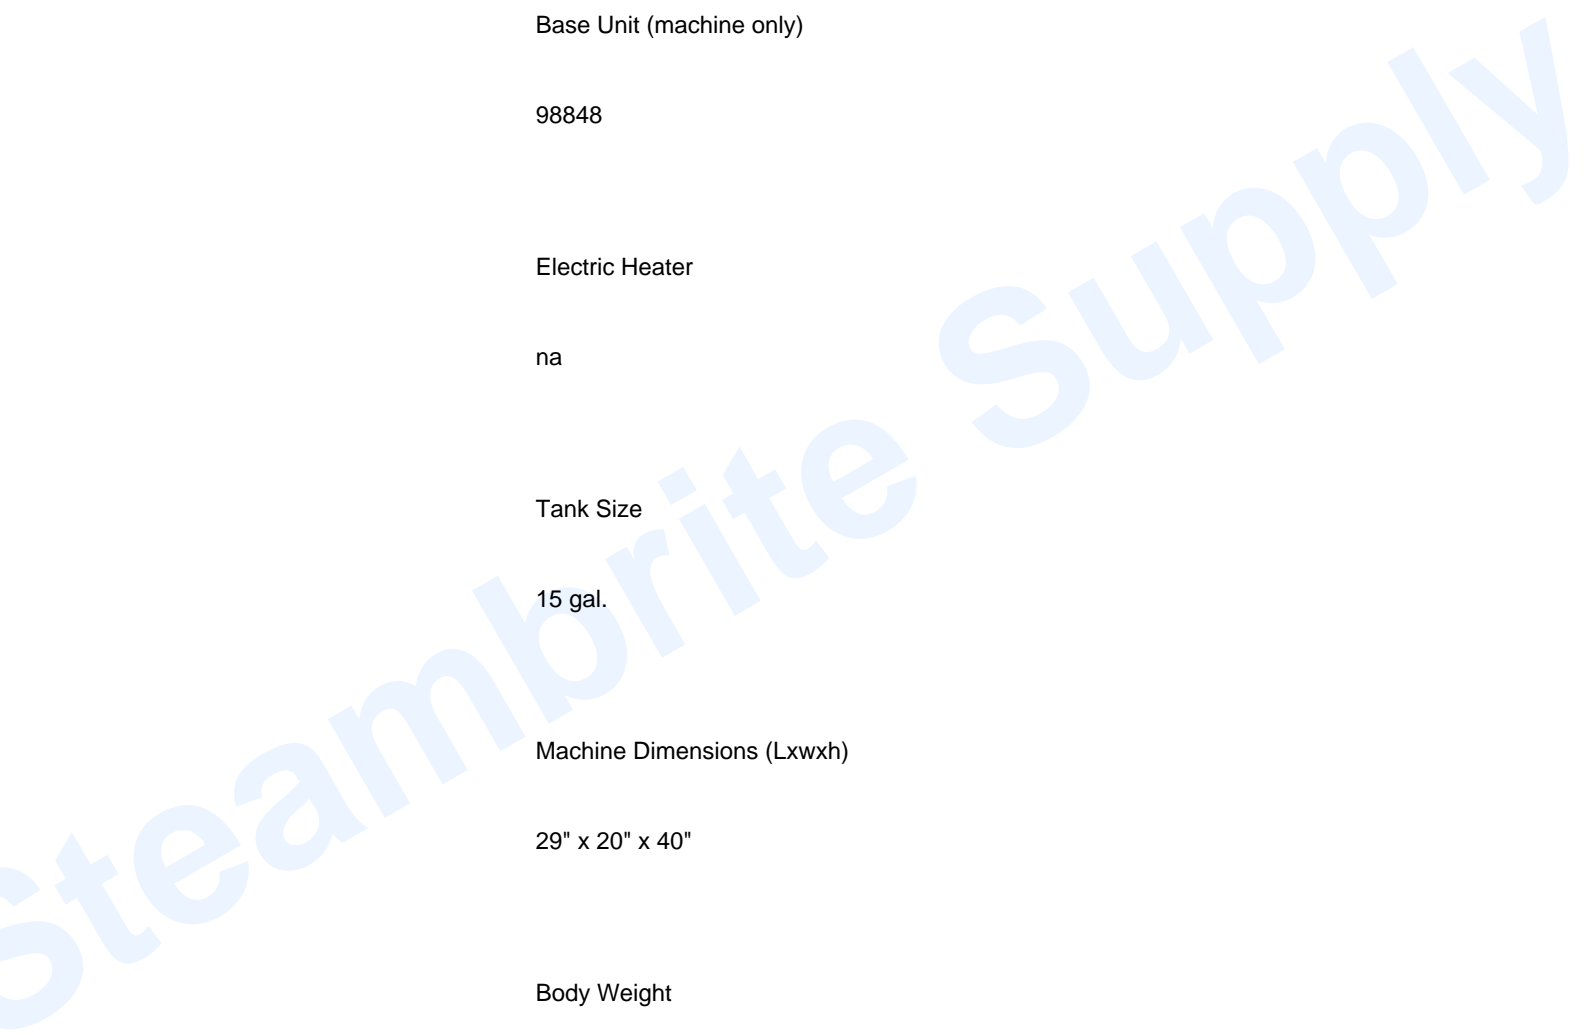 Base Unit (machine only)
98848
Electric Heater
na
Tank Size
15 gal.
Machine Dimensions (Lxwxh)
29" x 20" x 40"
Body Weight
Steambrite Supply